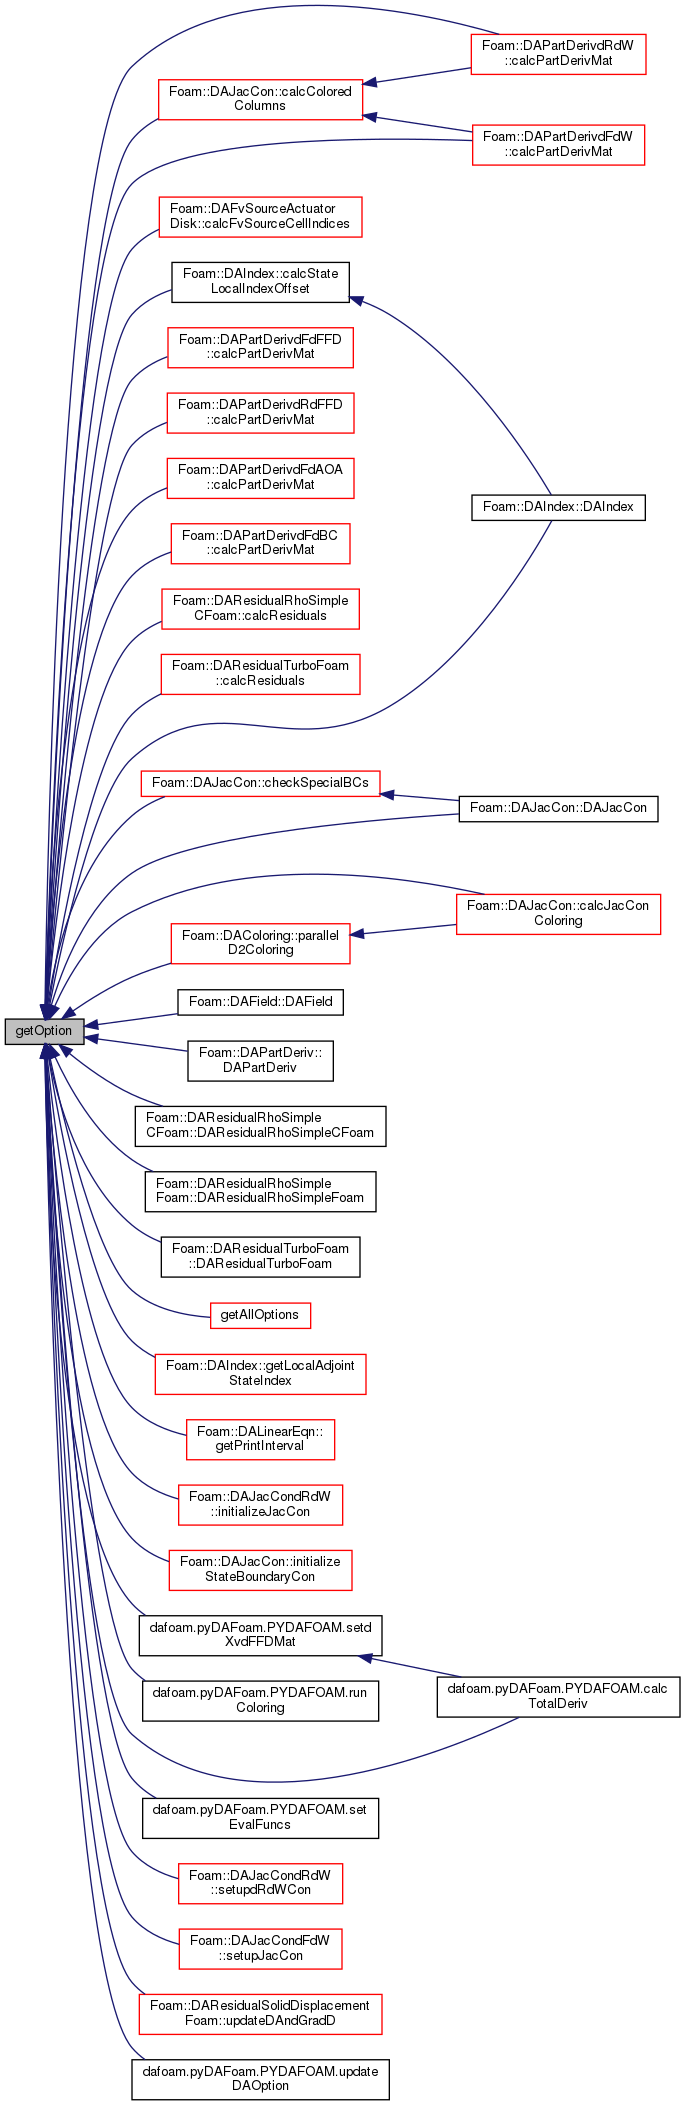 Foam::DAPartDerivdRdW
::calcPartDerivMat
Foam::DAJacCon::calcColored
Columns
Foam::DAPartDerivdFdW
::calcPartDerivMat
Foam::DAFvSourceActuator
Disk::calcFvSourceCellIndices
Foam::DAIndex::calcState
LocalIndexOffset
Foam::DAPartDerivdFdFFD
::calcPartDerivMat
Foam::DAPartDerivdRdFFD
::calcPartDerivMat
Foam::DAPartDerivdFdAOA
::calcPartDerivMat
Foam::DAIndex::DAIndex
Foam::DAPartDerivdFdBC
::calcPartDerivMat
Foam::DAResidualRhoSimple
CFoam::calcResiduals
Foam::DAResidualTurboFoam
::calcResiduals
Foam::DAJacCon::checkSpecialBCs
Foam::DAJacCon::DAJacCon
Foam::DAJacCon::calcJacCon
Coloring
Foam::DAColoring::parallel
D2Coloring
Foam::DAField::DAField
getOption
Foam::DAPartDeriv::
DAPartDeriv
Foam::DAResidualRhoSimple
CFoam::DAResidualRhoSimpleCFoam
Foam::DAResidualRhoSimple
Foam::DAResidualRhoSimpleFoam
Foam::DAResidualTurboFoam
::DAResidualTurboFoam
getAllOptions
Foam::DAIndex::getLocalAdjoint
StateIndex
Foam::DALinearEqn::
getPrintInterval
Foam::DAJacCondRdW
::initializeJacCon
Foam::DAJacCon::initialize
StateBoundaryCon
dafoam.pyDAFoam.PYDAFOAM.setd
XvdFFDMat
dafoam.pyDAFoam.PYDAFOAM.run
Coloring
dafoam.pyDAFoam.PYDAFOAM.calc
TotalDeriv
dafoam.pyDAFoam.PYDAFOAM.set
EvalFuncs
Foam::DAJacCondRdW
::setupdRdWCon
Foam::DAJacCondFdW
::setupJacCon
Foam::DAResidualSolidDisplacement
Foam::updateDAndGradD
dafoam.pyDAFoam.PYDAFOAM.update
DAOption